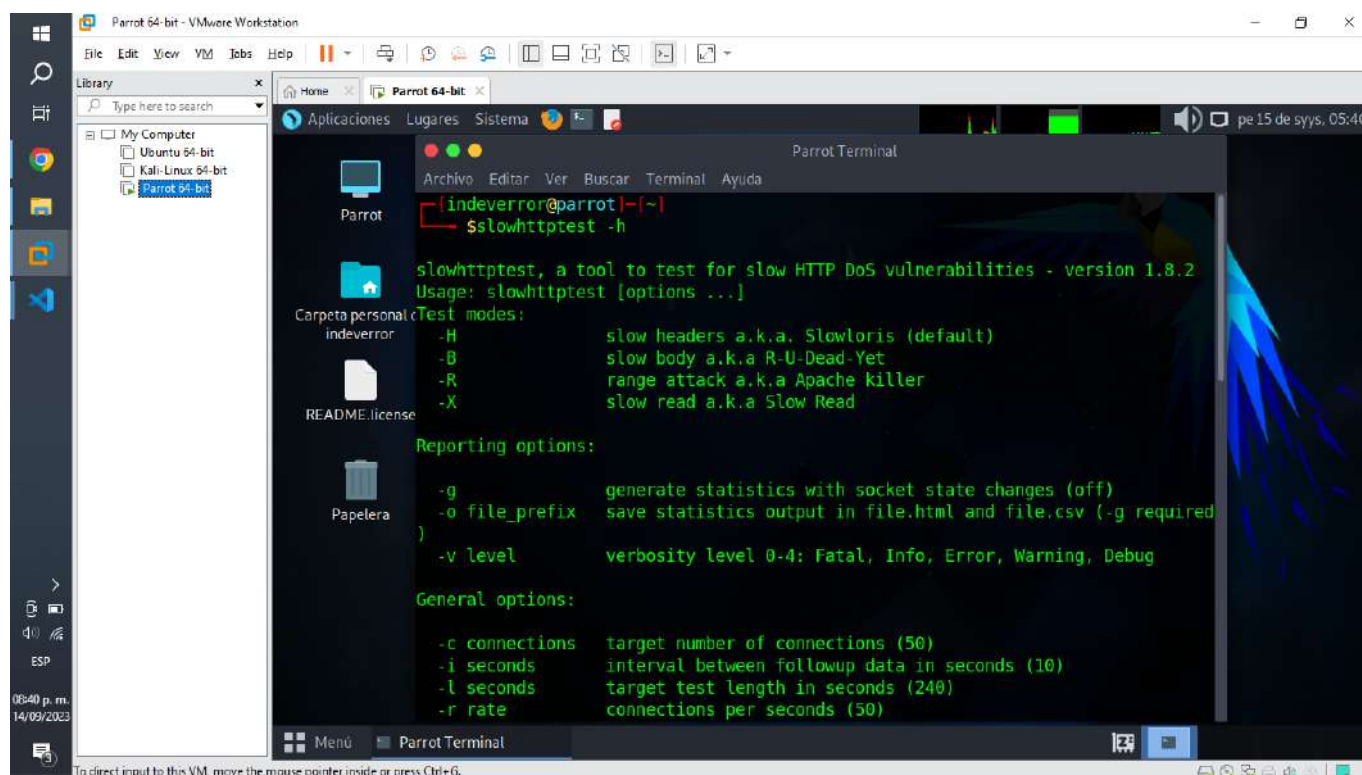 Parrot 64-bit - VMware Workstation
File Edit View VM Tabs Help
Library
Type here to search
My Computer
Ubuntu 64-bit
Kali-Linux 64-bit
Parrot 64-bit
Home
Parrot 64-bit
Aplicaciones Lugares Sistema
pe 15 de syys, 05:40
Parrot
Carpeta personal
indeverror
README.license
Papelera
Parrot Terminal
Archivo Editar Ver Buscar Terminal Ayuda
[indeverror@parrot]-[~]
$slowhttptest -h
slowhttptest, a tool to test for slow HTTP DoS vulnerabilities - version 1.8.2
Usage: slowhttptest [options ...]
Test modes:
-H slow headers a.k.a. Slowloris (default)
-B slow body a.k.a R-U-Dead-Yet
-R range attack a.k.a Apache killer
-X slow read a.k.a Slow Read
Reporting options:
-g generate statistics with socket state changes (off)
-o file_prefix save statistics output in file.html and file.csv (-g required
)
-v level verbosity level 0-4: Fatal, Info, Error, Warning, Debug
General options:
-c connections target number of connections (50)
-i seconds interval between followup data in seconds (10)
-l seconds target test length in seconds (240)
-r rate connections per seconds (50)
Menú Parrot Terminal
ESP
08:40 p. m.
14/09/2023
To direct input to this VM, move the mouse pointer inside or press Ctrl+G.